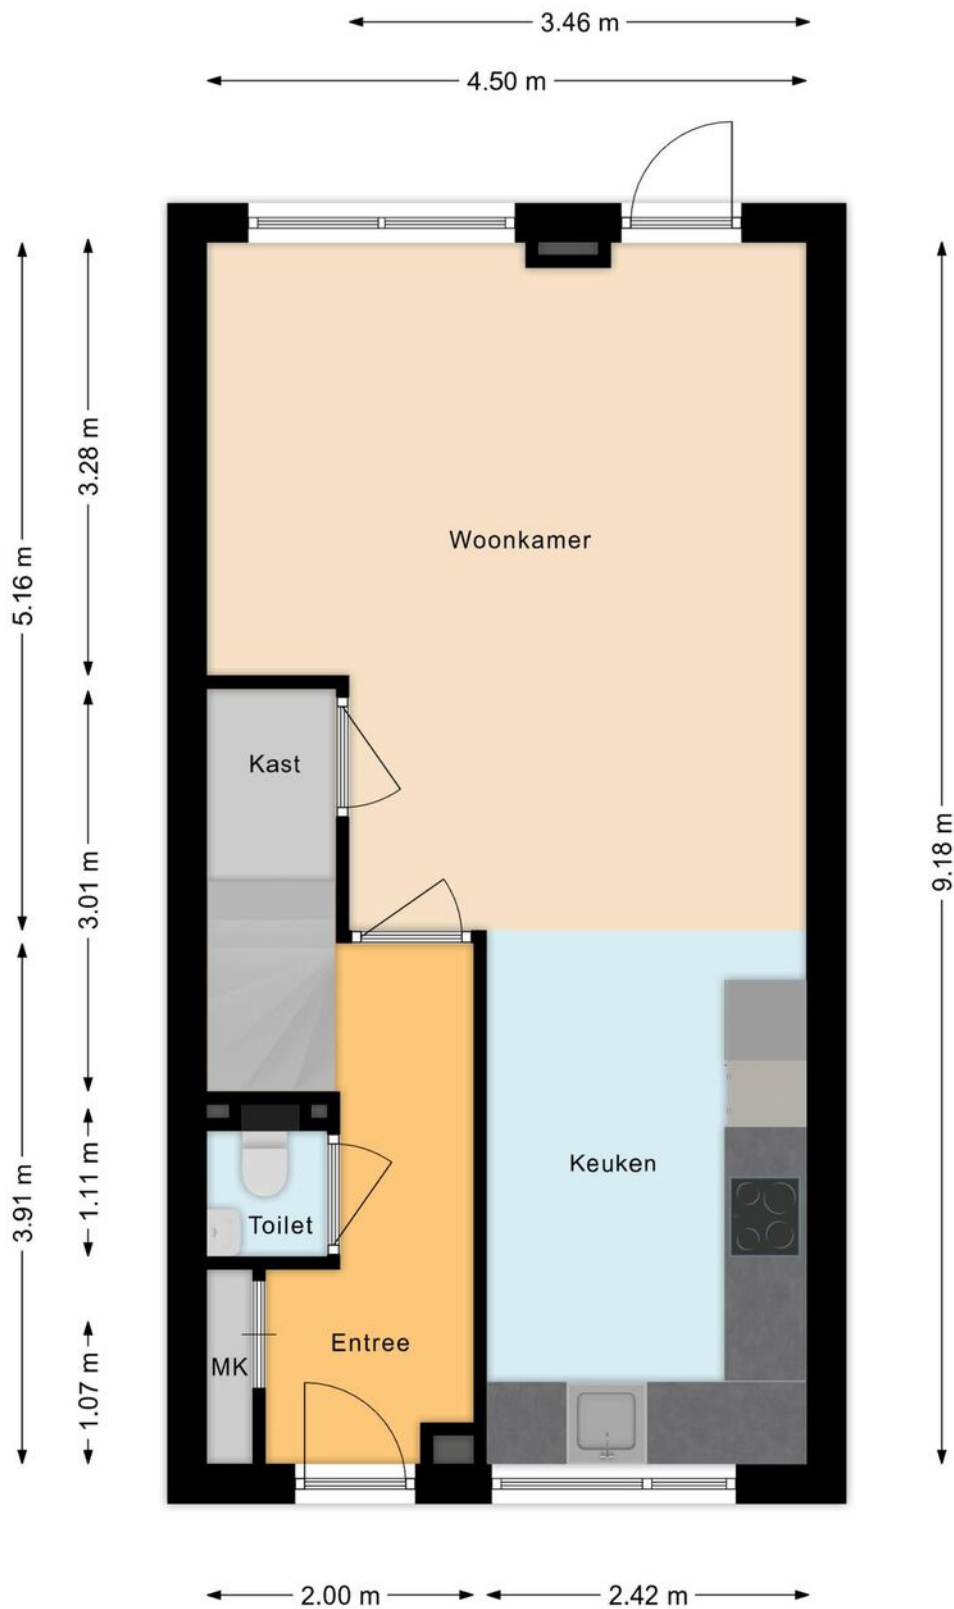 3.46 m
4.50 m
3.28 m
5.16 m
Woonkamer
Kast
3.01 m
9.18 m
Keuken
1.11 m
3.91 m
Toilet
Entree
MK
1.07 m
2.00 m
2.42 m